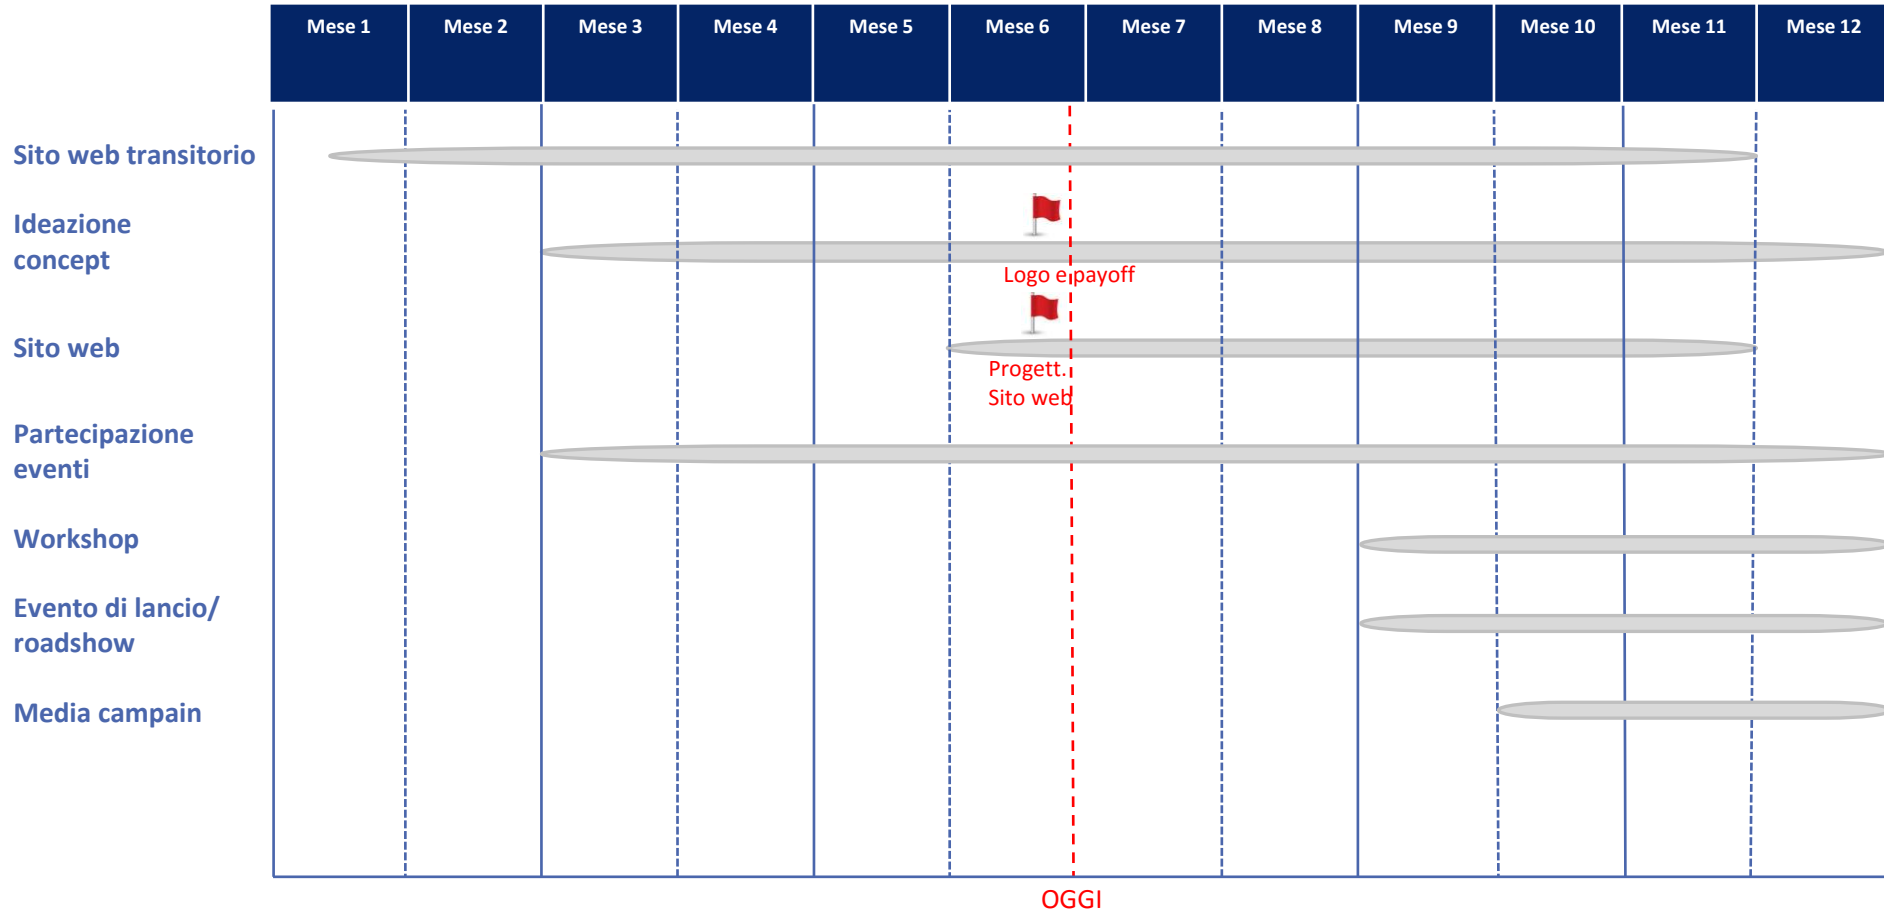 Mese 1
Mese 2
Mese 3
Mese 4
Mese 5
Mese 6
Mese 7
Mese 8
Mese 9
Mese 10
Mese 11
Mese 12
Sito web transitorio
Ideazione
concept
Logo e payoff
Sito web
Progett.
Sito web
Partecipazione
eventi
Workshop
Evento di lancio/
roadshow
Media campain
OGGI